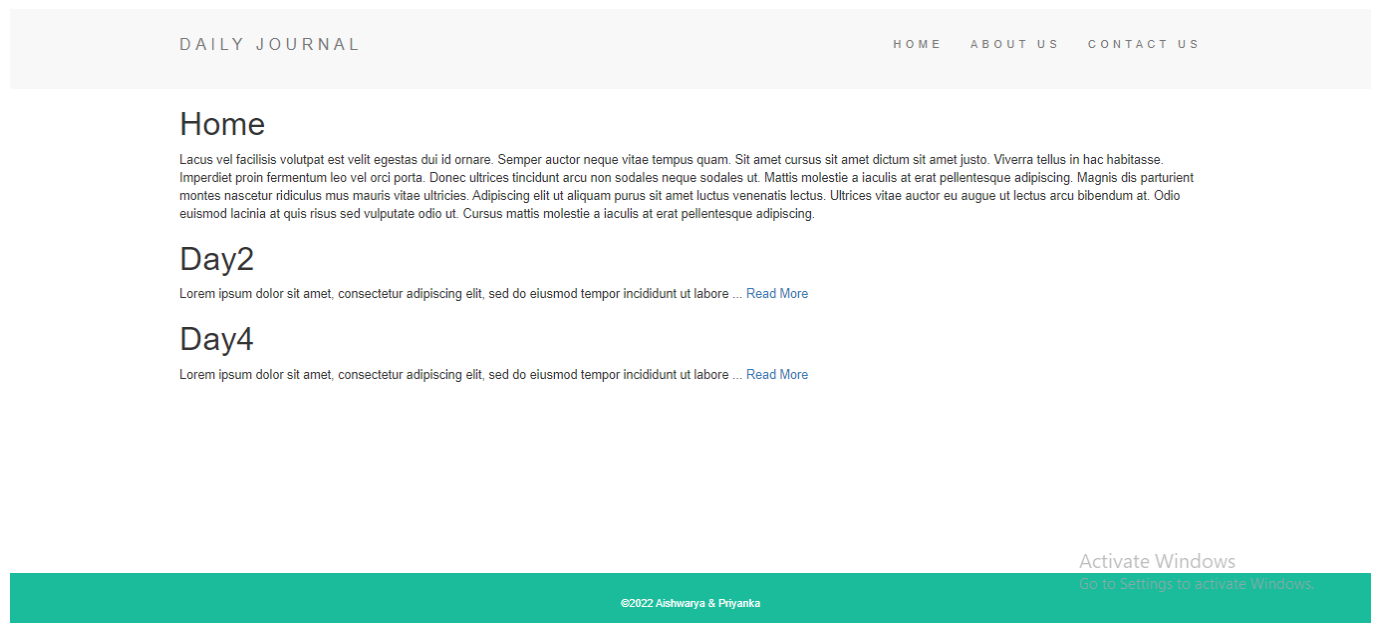 DAILY JOURNAL
HOME ABOUT US CONTACT US
Home
Lacus vel facilisis volutpat est velit egestas dui id ornare. Semper auctor neque vitae tempus quam. Sit amet cursus sit amet dictum sit amet justo. Viverra tellus in hac habitasse.
Imperdiet proin fermentum leo vel orci porta. Donec ultrices tincidunt arcu non sodales neque sodales ut. Mattis molestie a iaculis at erat pellentesque adipiscing. Magnis dis parturient
montes nascetur ridiculus mus mauris vitae ultricies. Adipiscing elit ut aliquam purus sit amet luctus venenatis lectus. Ultrices vitae auctor eu augue ut lectus arcu bibendum at. Odio
euismod lacinia at quis risus sed vulputate odio ut. Cursus mattis molestie a iaculis at erat pellentesque adipiscing.
Day2
Lorem ipsum dolor sit amet, consectetur adipiscing elit, sed do eiusmod tempor incididunt ut labore ... Read More
Day4
Lorem ipsum dolor sit amet, consectetur adipiscing elit, sed do eiusmod tempor incididunt ut labore ... Read More
Activate Windows
Go to Settings to activate Windows.
©2022 Aishwarya & Priyanka